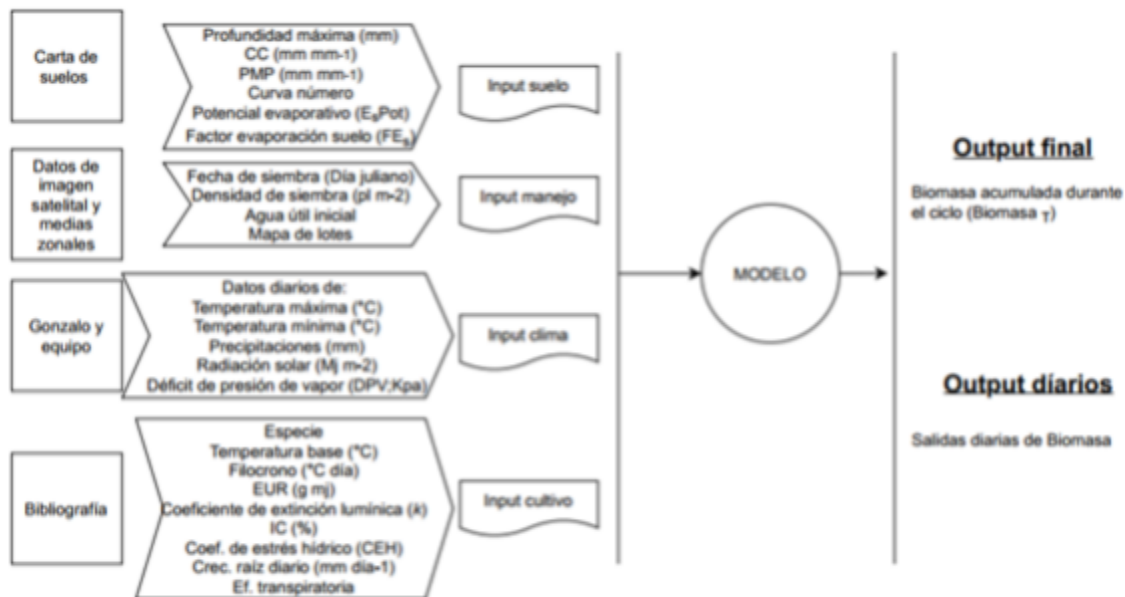 Carta de
suelos
Profundidad máxima (mm)
CC (mm mm-1)
PMP (mm mm-1)
Curva número
Potencial evaporativo (EsPot)
Factor evaporación suelo (FEs)
Input suelo
Datos de
imagen
satelital y
medias
zonales
Fecha de siembra (Día juliano)
Densidad de siembra (pl m-2)
Agua útil inicial
Mapa de lotes
Input manejo
Gonzalo y
equipo
Datos diarios de:
Temperatura máxima (°C)
Temperatura mínima (°C)
Precipitaciones (mm)
Radiación solar (Mj m-2)
Déficit de presión de vapor (DPV;Kpa)
Input clima
Bibliografía
Especie
Temperatura base (°C)
Filocrono (°C día)
EUR (g mj)
Coeficiente de extinción lumínica (k)
IC (%)
Coef. de estrés hídrico (CEH)
Crec. raíz diario (mm día-1)
Ef. transpiratoria
Input cultivo
MODELO
Output final
Biomasa acumulada durante
el ciclo (Biomasa T)
Output díarios
Salidas diarias de Biomasa